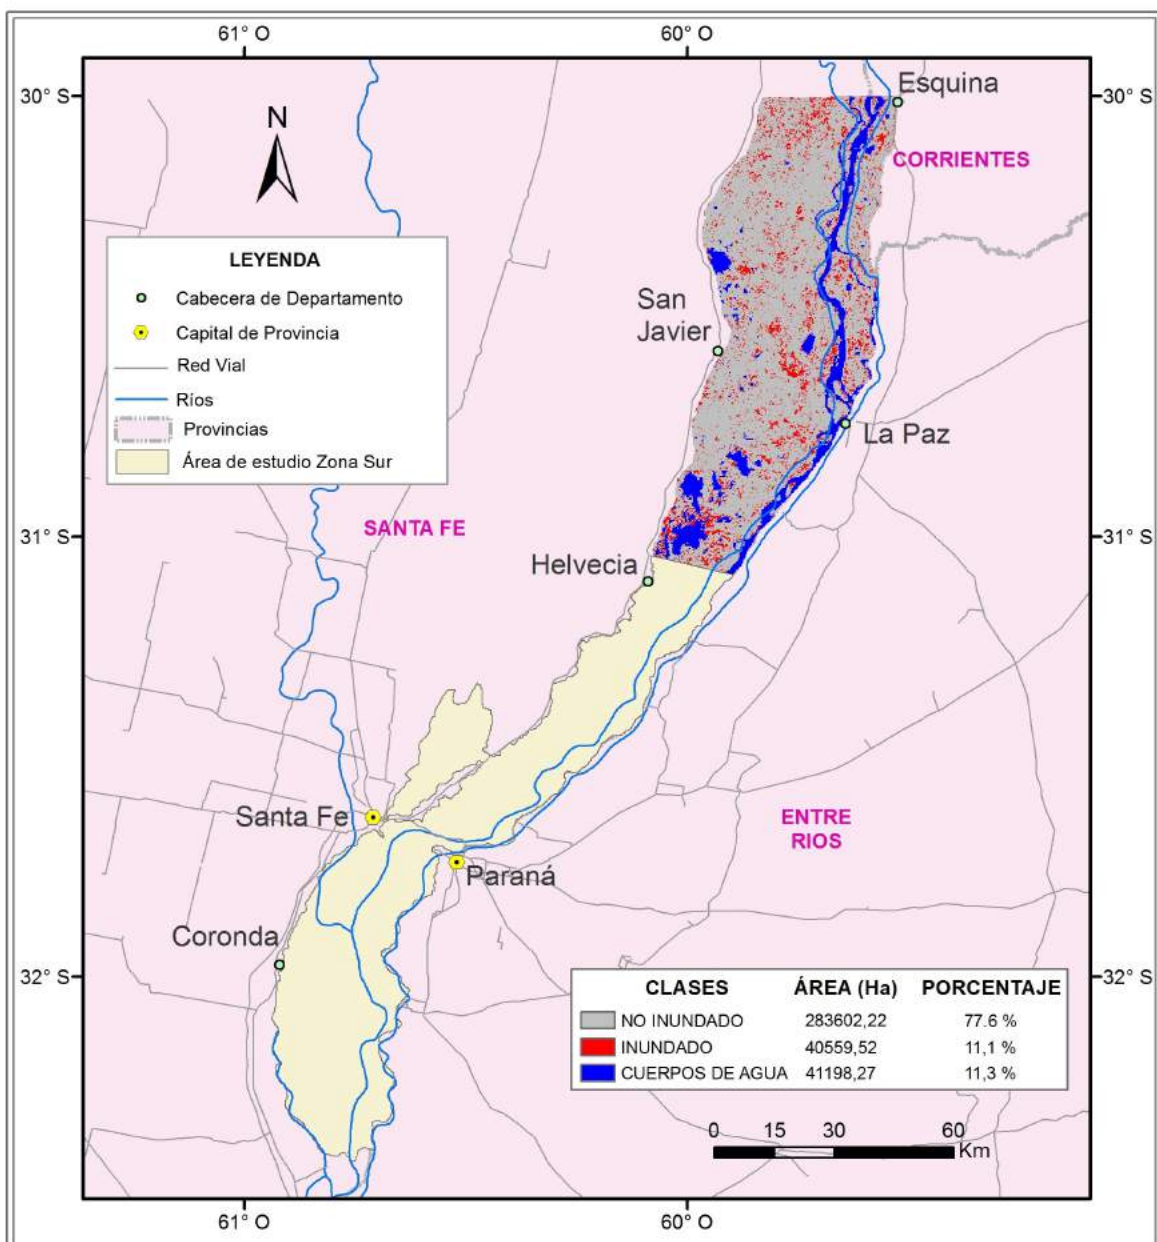 61° O
60° O
30° S
30° S
Esquina
N
CORRIENTES
LEYENDA
Cabecera de Departamento
Capital de Provincia
Red Vial
Ríos
Provincias
Área de estudio Zona Sur
San
Javier
La Paz
SANTA FE
31° S
31° S
Helvecia
Santa Fe
ENTRE
RIOS
Paraná
Coronda
32° S
32° S
CLASES ÁREA (Ha) PORCENTAJE
NO INUNDADO 283602,22 77.6 %
INUNDADO 40559,52 11,1 %
CUERPOS DE AGUA 41198,27 11,3 %
0 15 30 60
Km
61° O
60° O